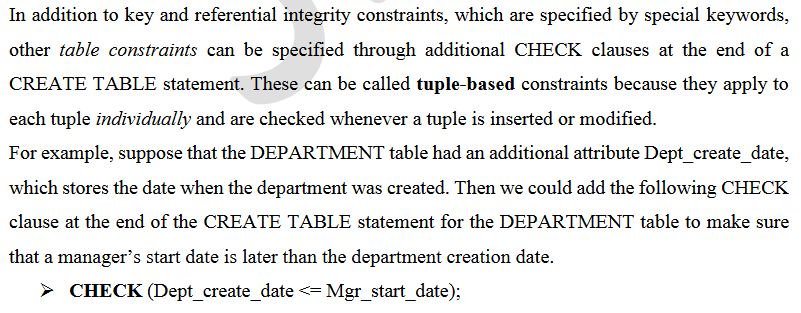 In addition to key and referential integrity constraints, which are specified by special keywords,
other table constraints can be specified through additional CHECK clauses at the end of a
CREATE TABLE statement. These can be called tuple-based constraints because they apply to
each tuple individually and are checked whenever a tuple is inserted or modified.
For example, suppose that the DEPARTMENT table had an additional attribute Dept_create_date,
which stores the date when the department was created. Then we could add the following CHECK
clause at the end of the CREATE TABLE statement for the DEPARTMENT table to make sure
that a manager’s start date is later than the department creation date.
➢ CHECK (Dept_create_date <= Mgr_start_date);